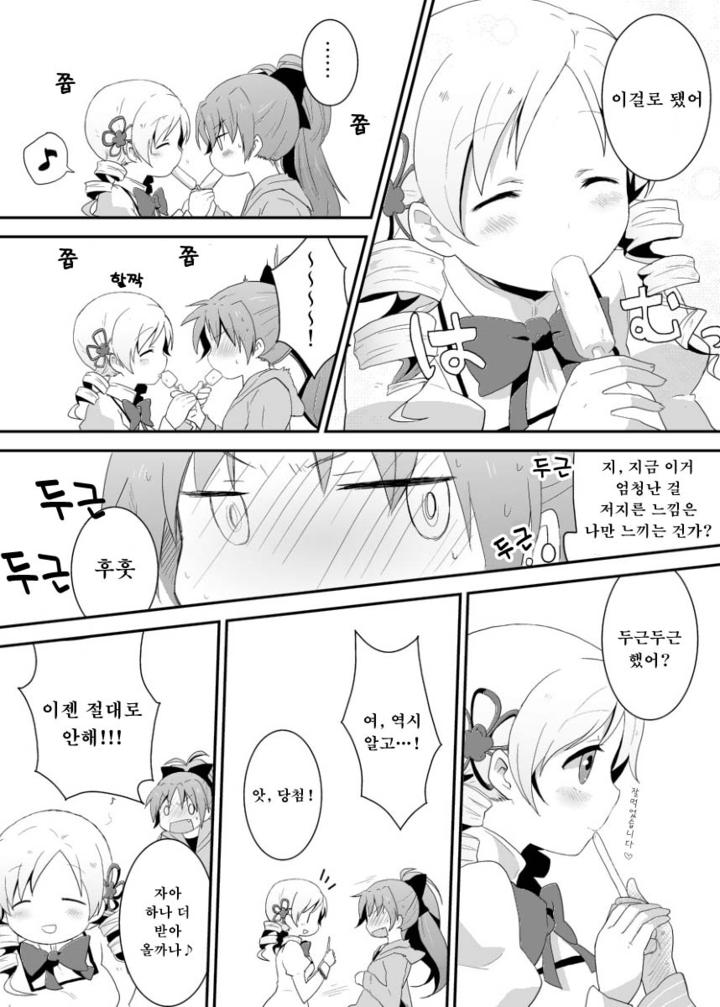 이걸로 됐어
はむっ
……
쫍
쫍
♪
쫍
할짝
쫍
~~~~~!
지, 지금 이거
엄청난 걸
저지른 느낌은
나만 느끼는 건가?
두근
두근
두근
두근
후훗
두근두근
했어?
잘먹었습니다♡
여, 역시
알고…!
앗, 당첨!
이젠 절대로
안해!!!
♪
자아
하나 더
받아
올까나♪